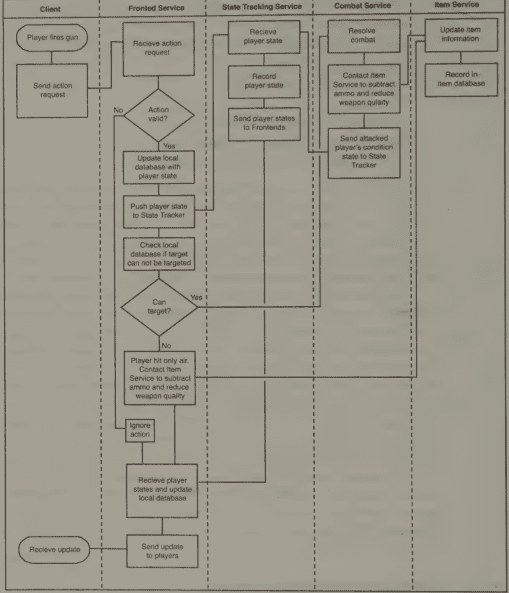 Client
Fronted Service
State Tracking Service
Combat Service
Item Service
Player fires gun
Send action
request
Recieve action
request
No
Action
valid?
Yes
Update local
database with
player state
Push player state
to State Tracker
Check local
database if target
can not be targeted
Can
target?
Yes
No
Player hit only air.
Contact Item
Service to subtract
ammo and reduce
weapon quality
Ignore
action
Recieve player
states and update
local database
Send update
to players
Recieve update
Recieve
player state
Record
player state
Send player states
to Frontends
Resolve
combat
Contact Item
Service to subtract
ammo and reduce
weapon qulaity
Send attacked
player's condition
state to State
Tracker
Update Item
information
Record in-
item database